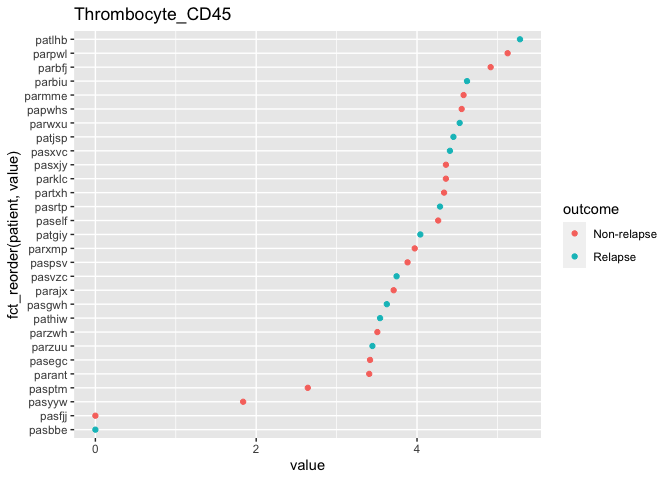 Thrombocyte_CD45
fct_reorder(patient, value)
patlhb
parpwl
parbfj
parbiu
parmme
papwhs
parwxu
patjsp
pasxvc
pasxjy
parklc
partxh
pasrtp
paself
patgiy
parxmp
paspsv
pasvzc
parajx
pasgwh
pathiw
parzwh
parzuu
pasegc
parant
pasptm
pasyyw
pasfjj
pasbbe
0 2 4
value
outcome
Non-relapse
Relapse